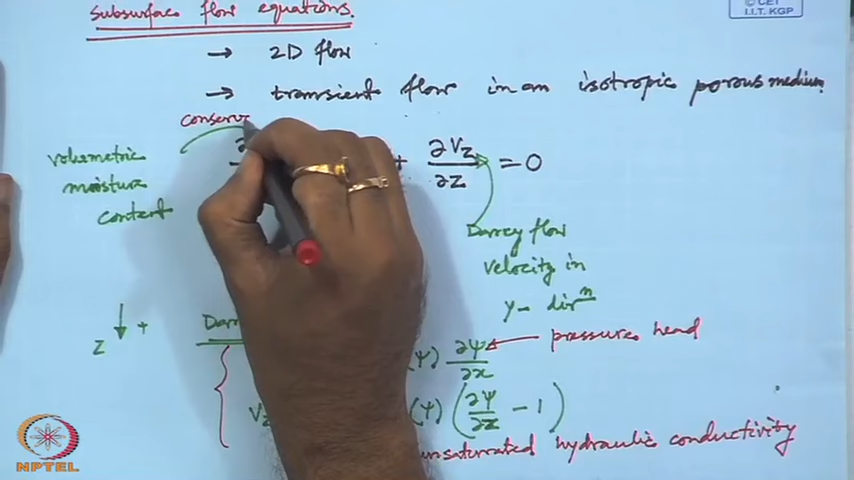 subsurface flow equations.
© CET
I.I.T. KGP
→ 2D flow
→ transient flow in an isotropic porous medium
conserv
∂
+ ∂Vz/∂z = 0
volumetric
moisture
content
Darcy flow
velocity in
y - dirⁿ
z ↓ +
Dar
(ψ) ∂ψ/∂x ← pressure head
Vz
(ψ) (∂ψ/∂z - 1)
unsaturated hydraulic conductivity
NPTEL